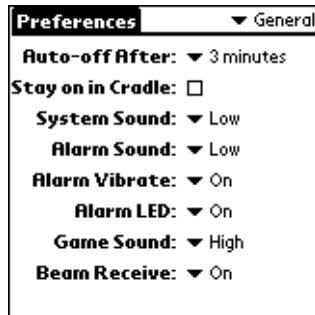 Preferences General
Auto-off After: 3 minutes
Stay on in Cradle:
System Sound: Low
Alarm Sound: Low
Alarm Vibrate: On
Alarm LED: On
Game Sound: High
Beam Receive: On